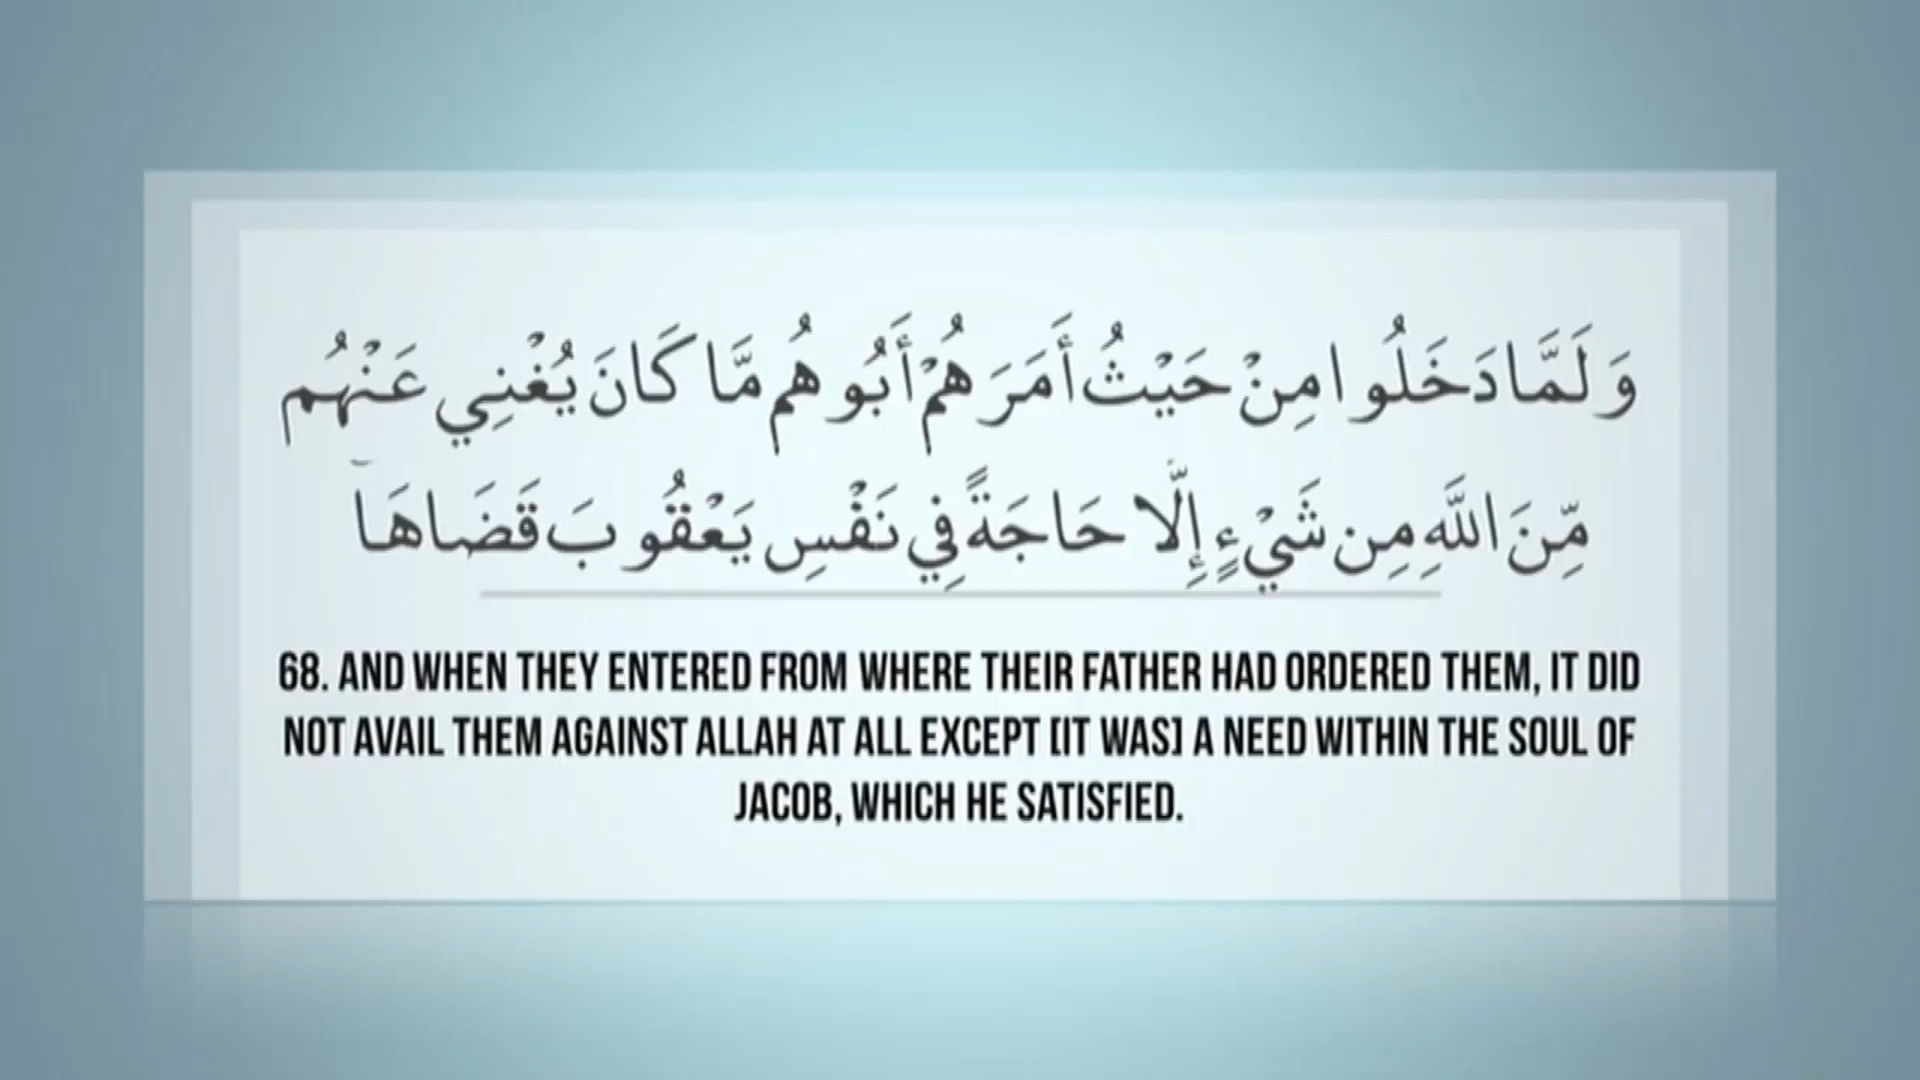 وَلَمَّا دَخَلُوا مِنْ حَيْثُ أَمَرَهُمْ أَبُوهُم مَّا كَانَ يُغْنِي عَنْهُم
مِّنَ اللَّهِ مِن شَيْءٍ إِلَّا حَاجَةً فِي نَفْسِ يَعْقُوبَ قَضَاهَا ۚ
68. AND WHEN THEY ENTERED FROM WHERE THEIR FATHER HAD ORDERED THEM, IT DID
NOT AVAIL THEM AGAINST ALLAH AT ALL EXCEPT [IT WAS] A NEED WITHIN THE SOUL OF
JACOB, WHICH HE SATISFIED.